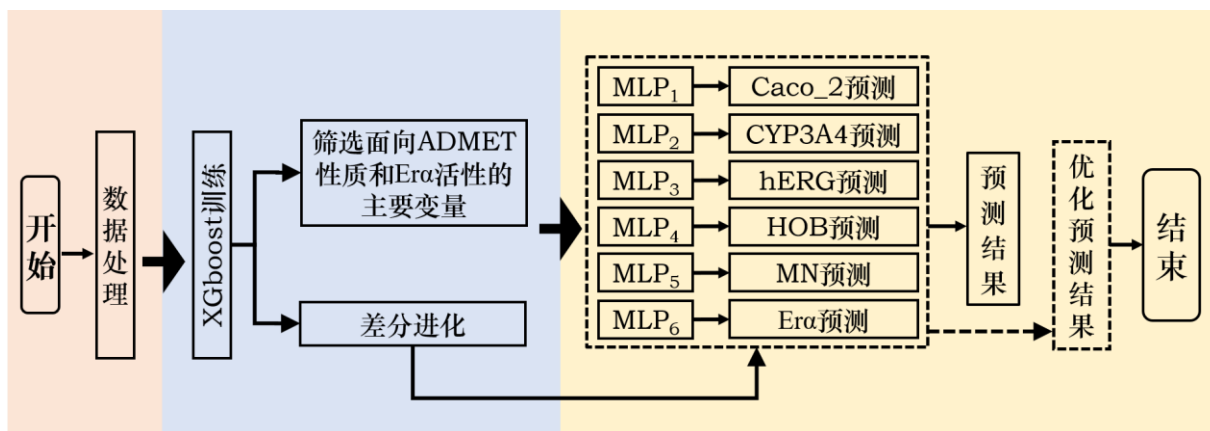 开始
数据处理
XGboost训练
筛选面向ADMET
性质和Erα活性的
主要变量
差分进化
MLP₁
Caco_2预测
MLP₂
CYP3A4预测
MLP₃
hERG预测
MLP₄
HOB预测
MLP₅
MN预测
MLP₆
Erα预测
预测结果
优化预测结果
结束